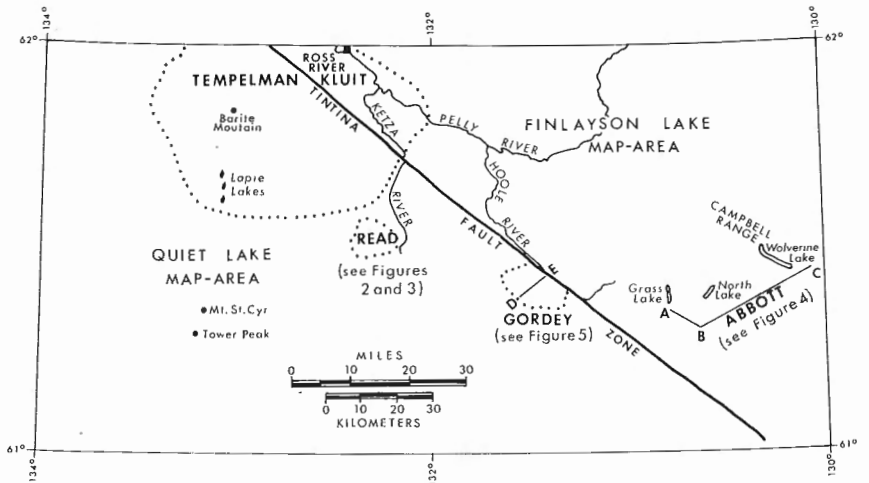 134°
132°
130°
62°
62°
ROSS
RIVER
TEMPELMAN KLUIT
TINTINA
KETZA
PELLY
RIVER
FINLAYSON LAKE
MAP-AREA
Barite
Moutain
HOOLE
RIVER
Lapie
Lakes
RIVER
FAULT
CAMPBELL
RANGE
Wolverine
Lake
C
READ
(see Figures
2 and 3)
QUIET LAKE
MAP-AREA
E
D
GORDEY
(see Figure 5)
Grass
Lake
A
North
Lake
B
ABBOTT
(see Figure 4)
Mt. St. Cyr
Tower Peak
ZONE
MILES
0 10 20 30
0 10 20 30
KILOMETERS
61°
61°
134°
132°
130°